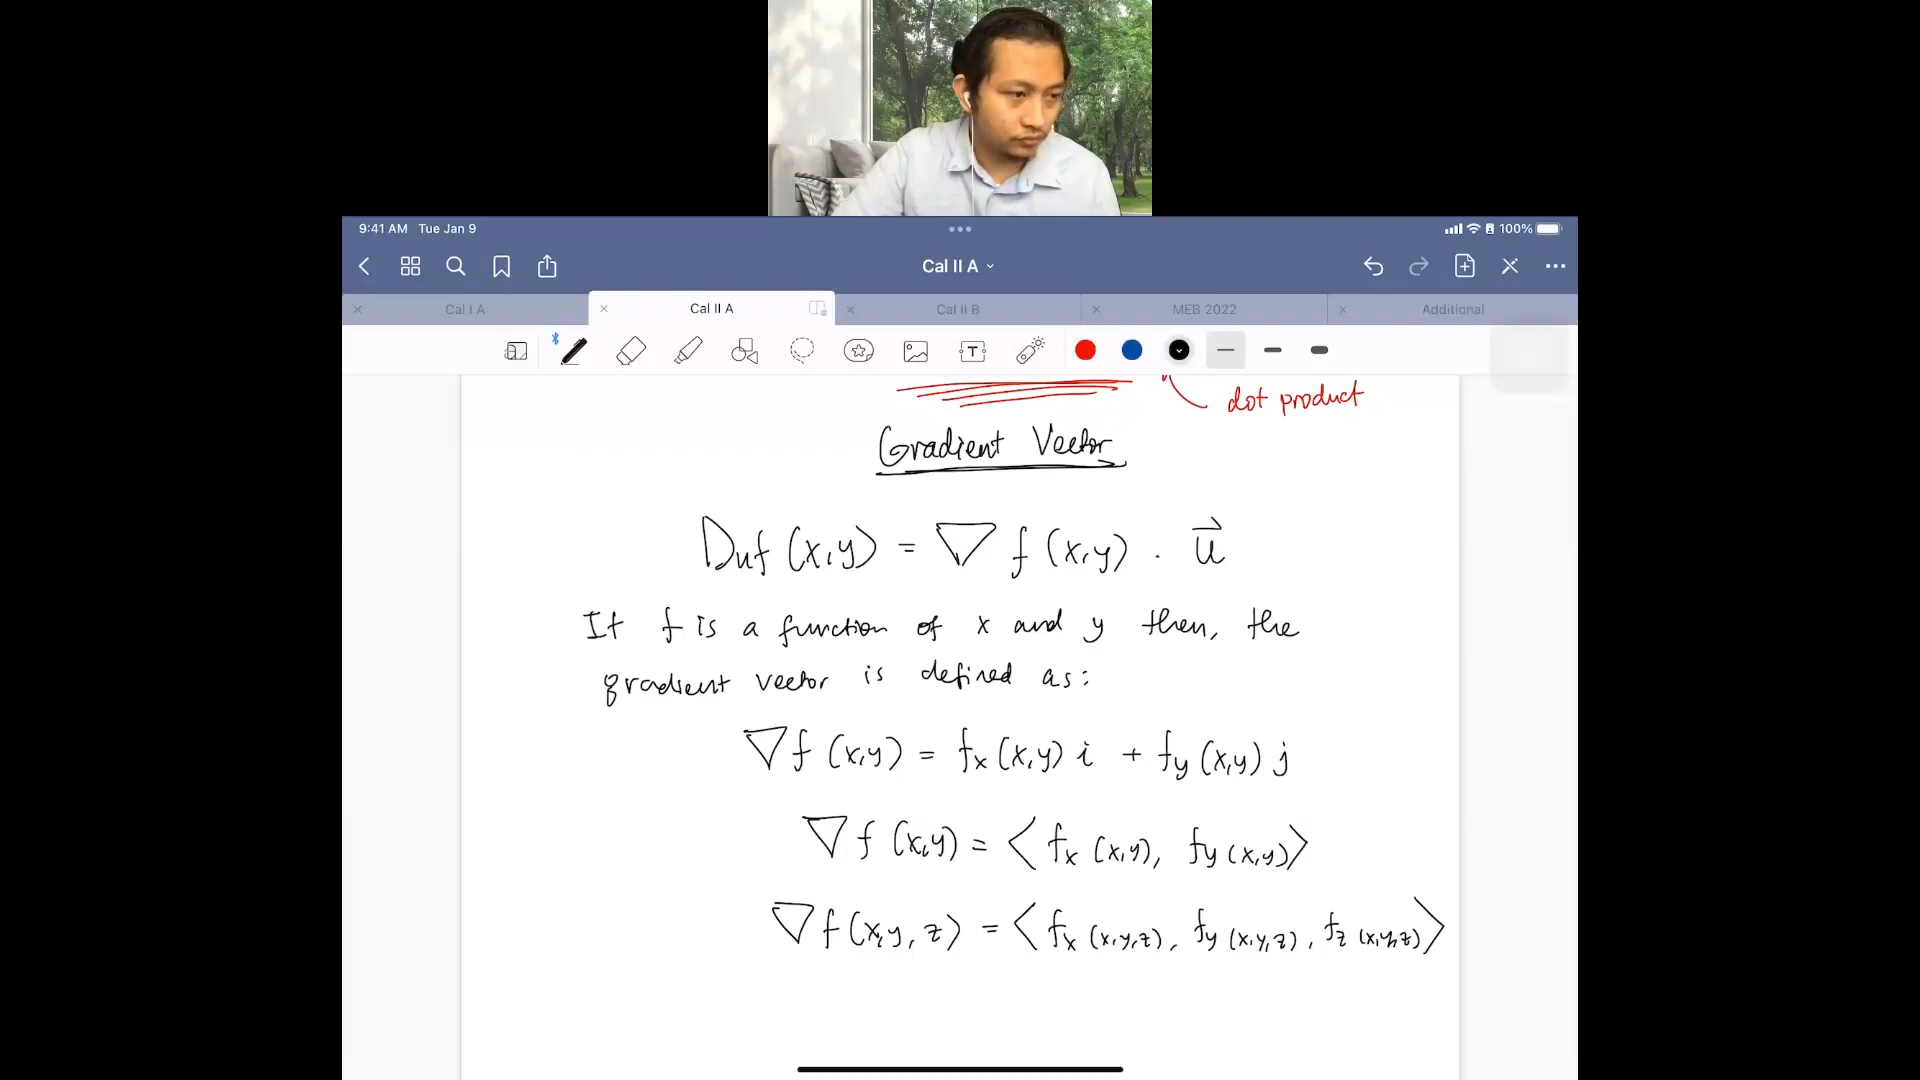 9:41 AM Tue Jan 9
100%
Cal II A
Cal I A
Cal II A
Cal II B
MEB 2022
Additional
dot product
Gradient Vector
Duf (x,y) = ▽ f (x,y) · u⃗
If f is a function of x and y then, the
gradient vector is defined as:
▽f (x,y) = fx (x,y) i + fy (x,y) j
▽f (x,y) = ⟨ fx (x,y), fy (x,y)⟩
▽f (x,y,z) = ⟨ fx (x,y,z), fy (x,y,z), fz (x,y,z)⟩